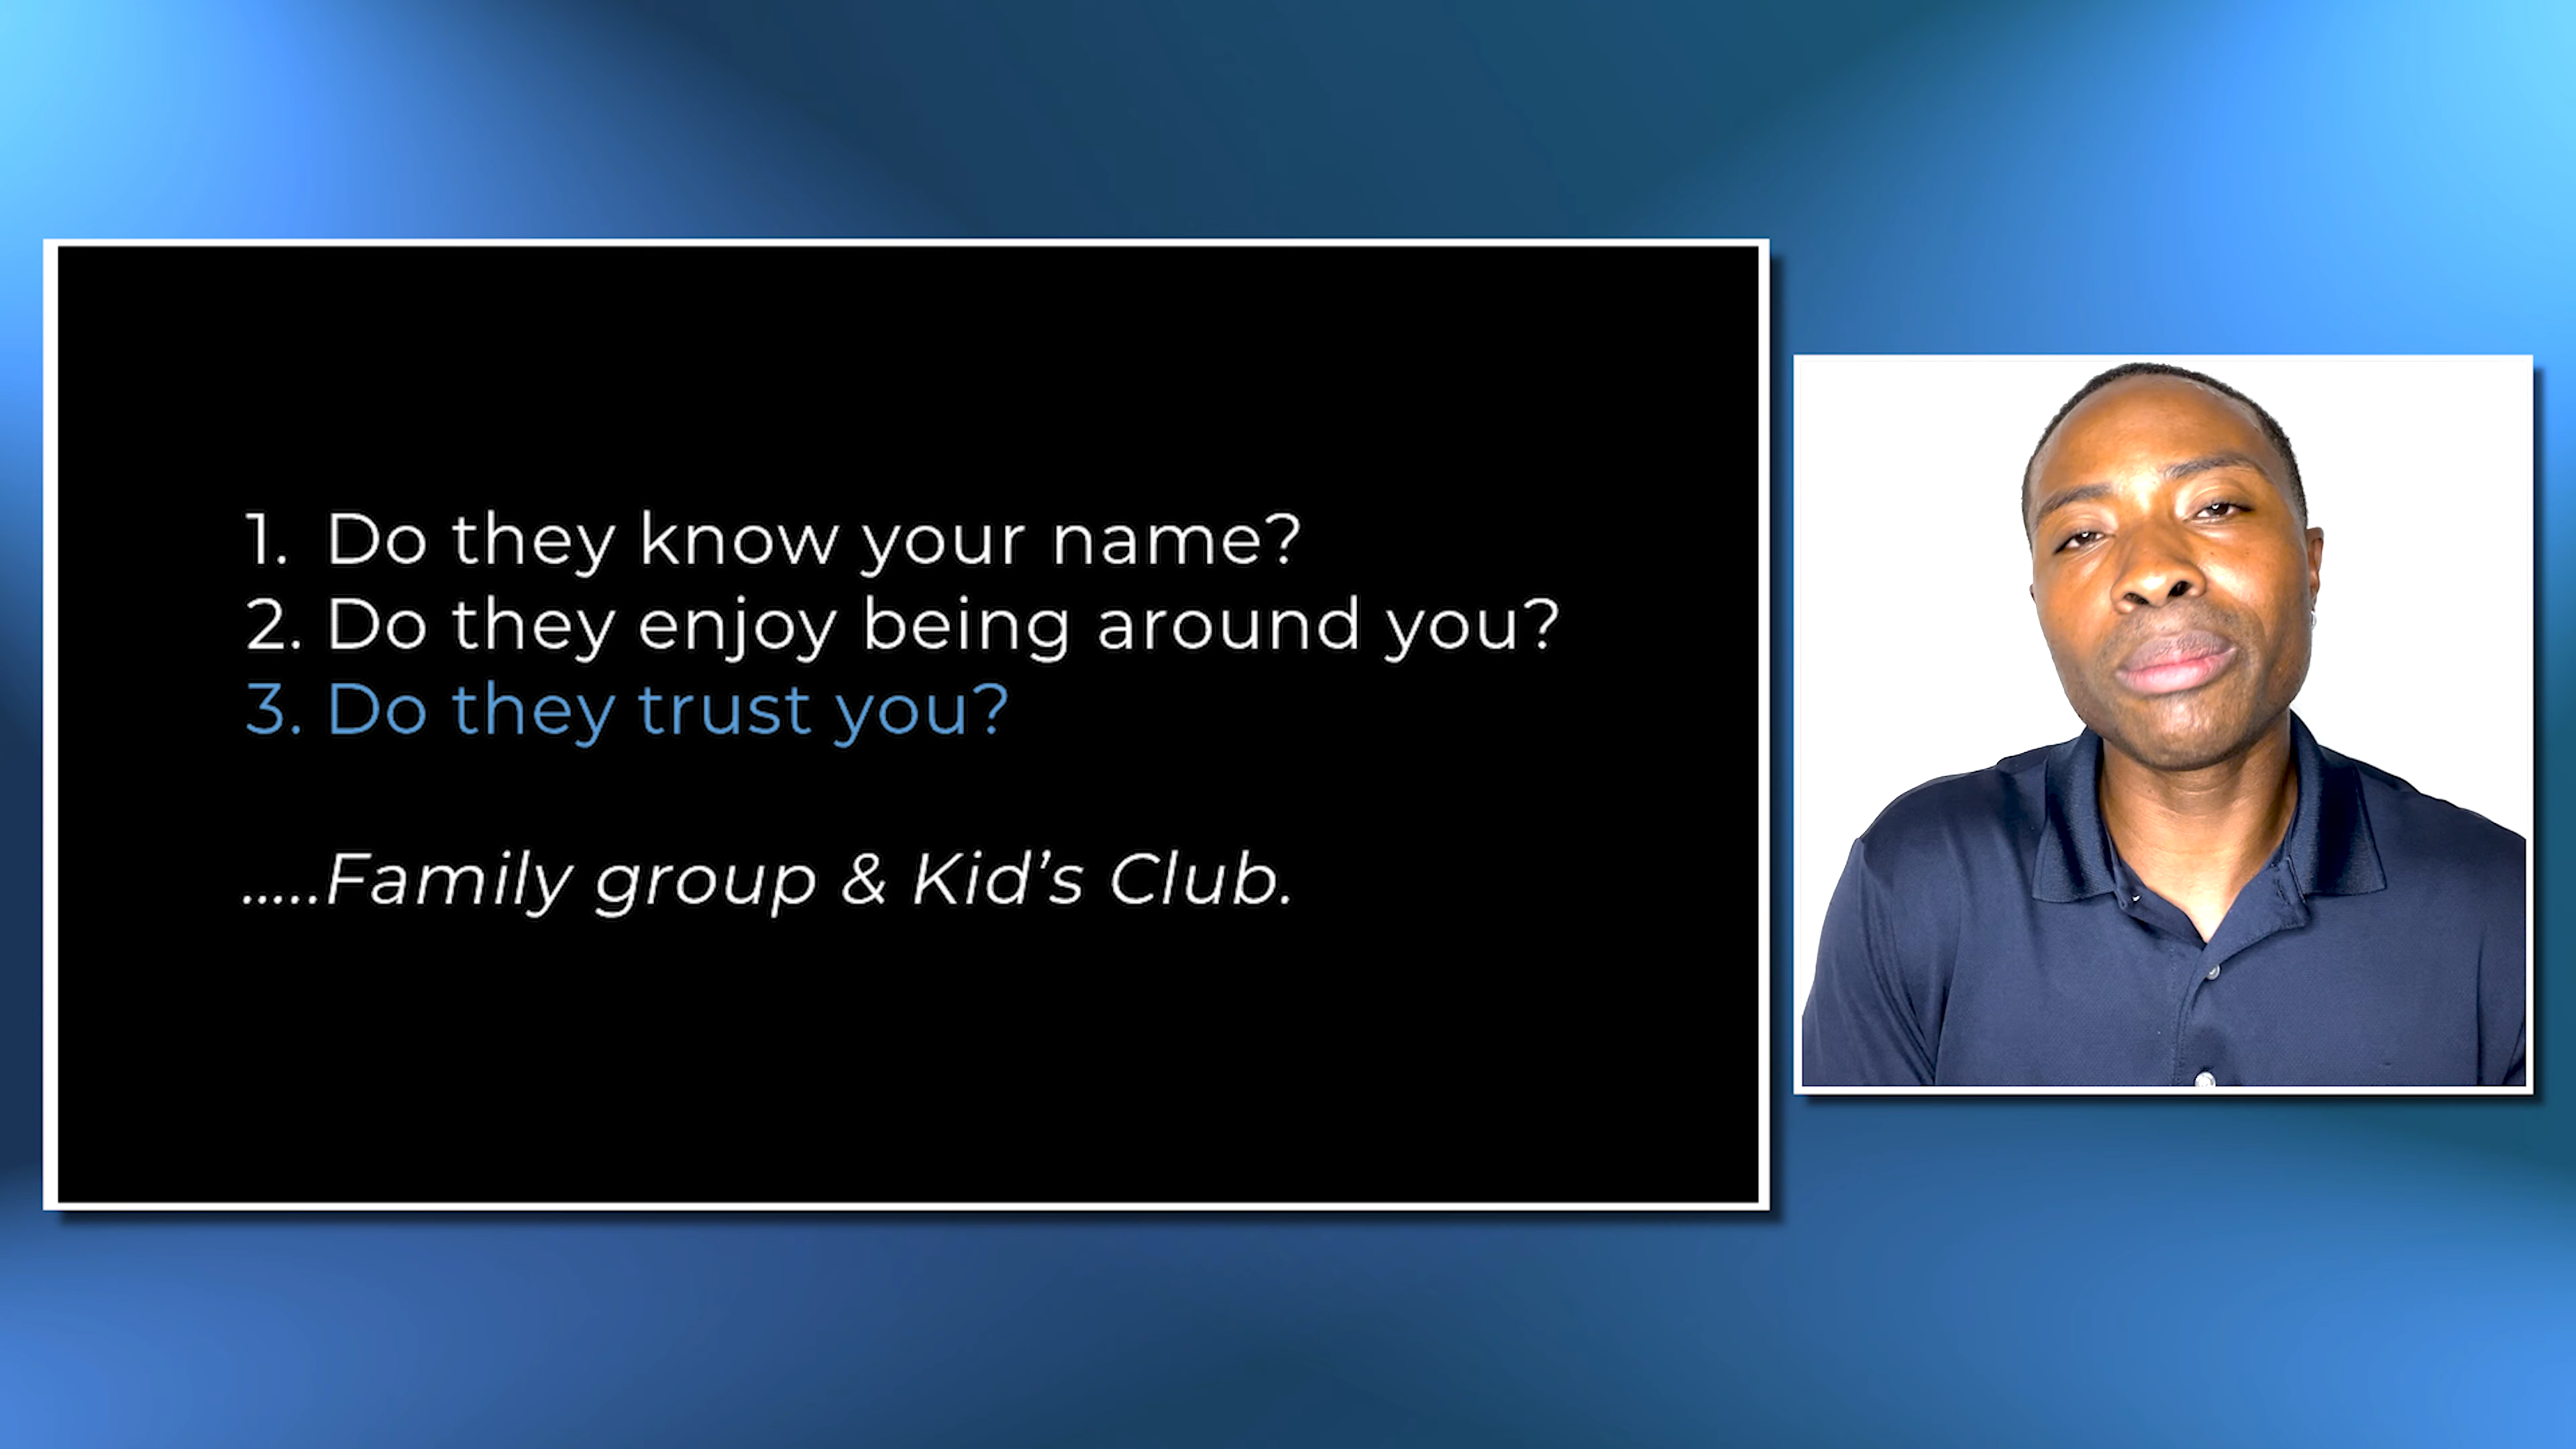 1. Do they know your name?
2. Do they enjoy being around you?
3. Do they trust you?
.....Family group & Kid's Club.